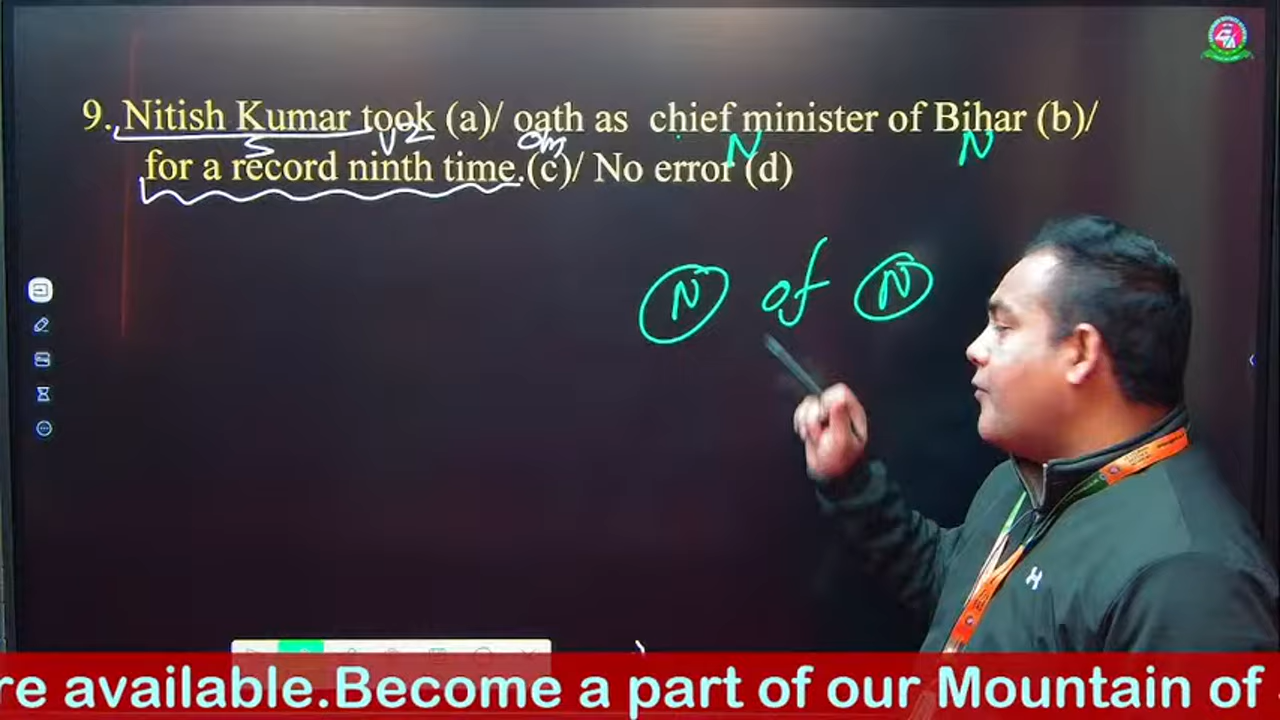 9. Nitish Kumar took (a)/ oath as chief minister of Bihar (b)/
S V2 Obj N N
for a record ninth time.(c)/ No error (d)
N of N
re available.Become a part of our Mountain of